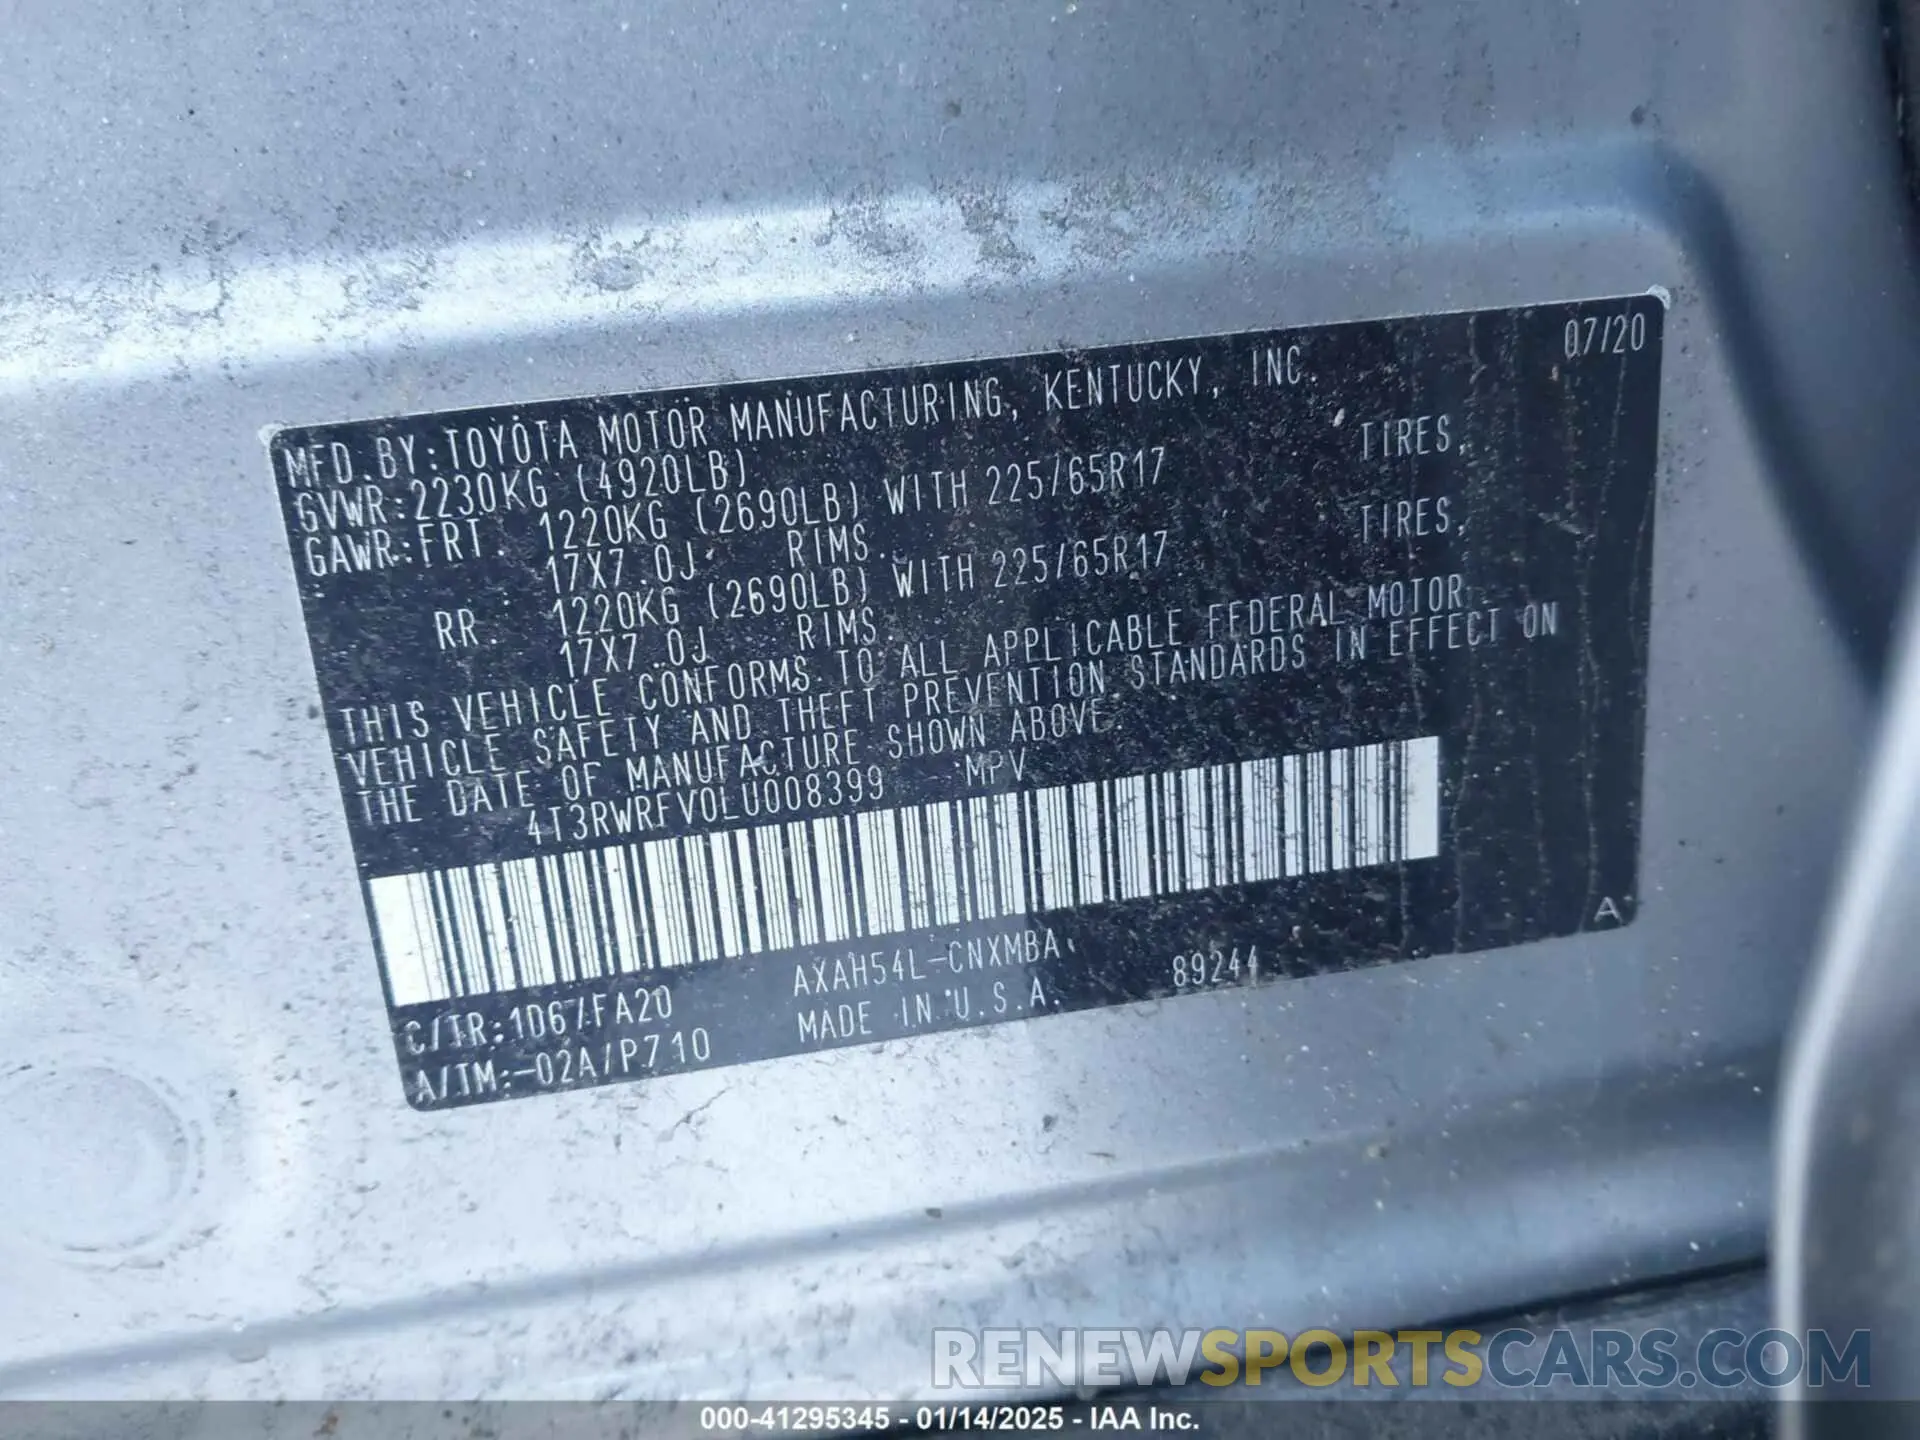 07/20
MFD.BY:TOYOTA MOTOR MANUFACTURING, KENTUCKY, INC.
GVWR:2230KG (4920LB)
GAWR:FRT. 1220KG (2690LB) WITH 225/65R17 TIRES,
17X7.0J RIMS.
RR. 1220KG (2690LB) WITH 225/65R17 TIRES,
17X7.0J RIMS.
THIS VEHICLE CONFORMS TO ALL APPLICABLE FEDERAL MOTOR
VEHICLE SAFETY AND THEFT PREVENTION STANDARDS IN EFFECT ON
THE DATE OF MANUFACTURE SHOWN ABOVE.
4T3RWRFV0LU008399 MPV
A
C/TR:1D6/FA20 AXAH54L-CNXMBA 89244
A/TM:-02A/P710 MADE IN U.S.A.
RENEWSPORTSCARS.COM
000-41295345 - 01/14/2025 - IAA Inc.